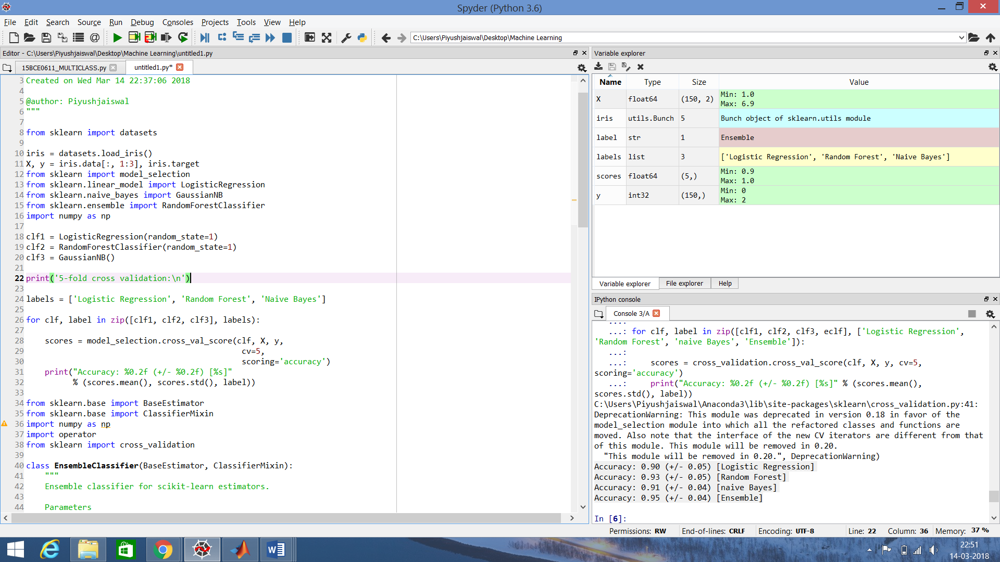 Spyder (Python 3.6)
File Edit Search Source Run Debug Consoles Projects Tools View Help
C:\Users\Piyushjaiswal\Desktop\Machine Learning
Editor - C:\Users\Piyushjaiswal\Desktop\Machine Learning\untitled1.py
15BCE0611_MULTICLASS.py
untitled1.py*
3 Created on Wed Mar 14 22:37:06 2018
4
5 @author: Piyushjaiswal
6 """
7
8 from sklearn import datasets
9
10 iris = datasets.load_iris()
11 X, y = iris.data[:, 1:3], iris.target
12 from sklearn import model_selection
13 from sklearn.linear_model import LogisticRegression
14 from sklearn.naive_bayes import GaussianNB
15 from sklearn.ensemble import RandomForestClassifier
16 import numpy as np
17
18 clf1 = LogisticRegression(random_state=1)
19 clf2 = RandomForestClassifier(random_state=1)
20 clf3 = GaussianNB()
21
22 print('5-fold cross validation:\n')
23
24 labels = ['Logistic Regression', 'Random Forest', 'Naive Bayes']
25
26 for clf, label in zip([clf1, clf2, clf3], labels):
27
28     scores = model_selection.cross_val_score(clf, X, y,
29                                               cv=5,
30                                               scoring='accuracy')
31     print("Accuracy: %0.2f (+/- %0.2f) [%s]"
32           % (scores.mean(), scores.std(), label))
33
34 from sklearn.base import BaseEstimator
35 from sklearn.base import ClassifierMixin
36 import numpy as np
37 import operator
38 from sklearn import cross_validation
39
40 class EnsembleClassifier(BaseEstimator, ClassifierMixin):
41     """
42     Ensemble classifier for scikit-learn estimators.
43
44     Parameters
Variable explorer
Name Type Size Value
X float64 (150, 2) Min: 1.0
Max: 6.9
iris utils.Bunch 5 Bunch object of sklearn.utils module
label str 1 Ensemble
labels list 3 ['Logistic Regression', 'Random Forest', 'Naive Bayes']
scores float64 (5,) Min: 0.9
Max: 1.0
y int32 (150,) Min: 0
Max: 2
Variable explorer File explorer Help
IPython console
Console 3/A
...:
...: for clf, label in zip([clf1, clf2, clf3, eclf], ['Logistic Regression',
'Random Forest', 'naive Bayes', 'Ensemble']):
...:
...:     scores = cross_validation.cross_val_score(clf, X, y, cv=5,
scoring='accuracy')
...:     print("Accuracy: %0.2f (+/- %0.2f) [%s]" % (scores.mean(),
scores.std(), label))
C:\Users\Piyushjaiswal\Anaconda3\lib\site-packages\sklearn\cross_validation.py:41:
DeprecationWarning: This module was deprecated in version 0.18 in favor of the
model_selection module into which all the refactored classes and functions are
moved. Also note that the interface of the new CV iterators are different from that
of this module. This module will be removed in 0.20.
"This module will be removed in 0.20.", DeprecationWarning)
Accuracy: 0.90 (+/- 0.05) [Logistic Regression]
Accuracy: 0.93 (+/- 0.05) [Random Forest]
Accuracy: 0.91 (+/- 0.04) [naive Bayes]
Accuracy: 0.95 (+/- 0.04) [Ensemble]
In [6]:
Permissions: RW End-of-lines: CRLF Encoding: UTF-8 Line: 22 Column: 36 Memory: 37 %
22:51
14-03-2018